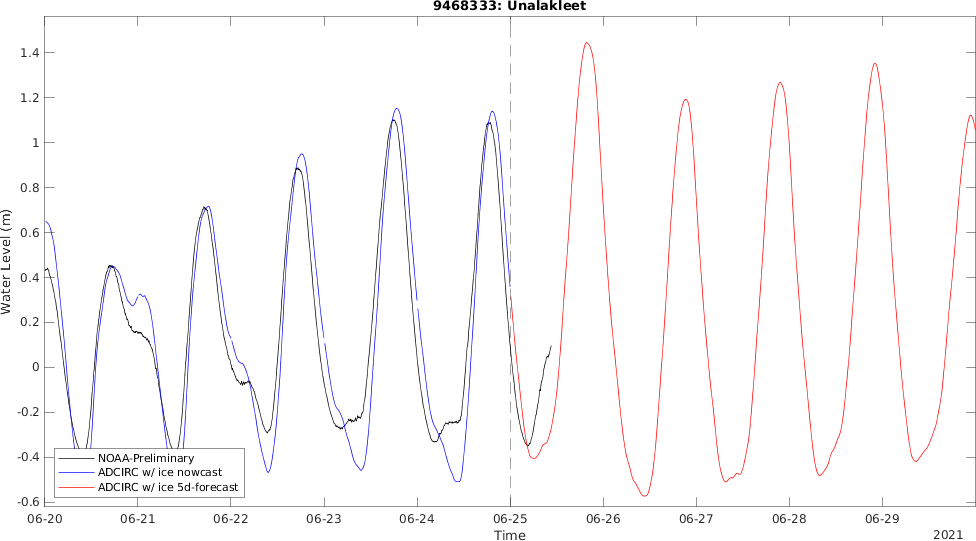 9468333: Unalakleet
1.4
1.2
1
0.8
0.6
0.4
0.2
0
-0.2
-0.4
-0.6
Water Level (m)
NOAA-Preliminary
ADCIRC w/ ice nowcast
ADCIRC w/ ice 5d-forecast
06-20 06-21 06-22 06-23 06-24 06-25 06-26 06-27 06-28 06-29
Time
2021